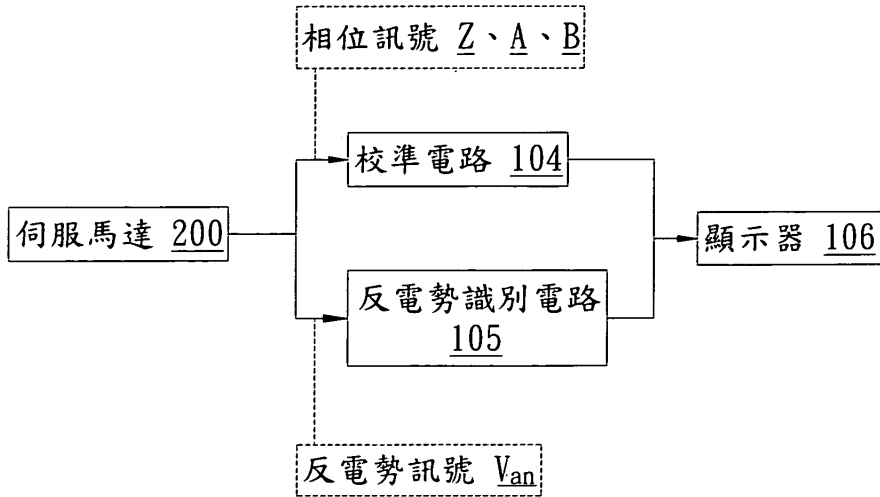 相位訊號 Z、A、B
校準電路 104
伺服馬達 200
顯示器 106
反電勢識別電路
105
反電勢訊號 Van